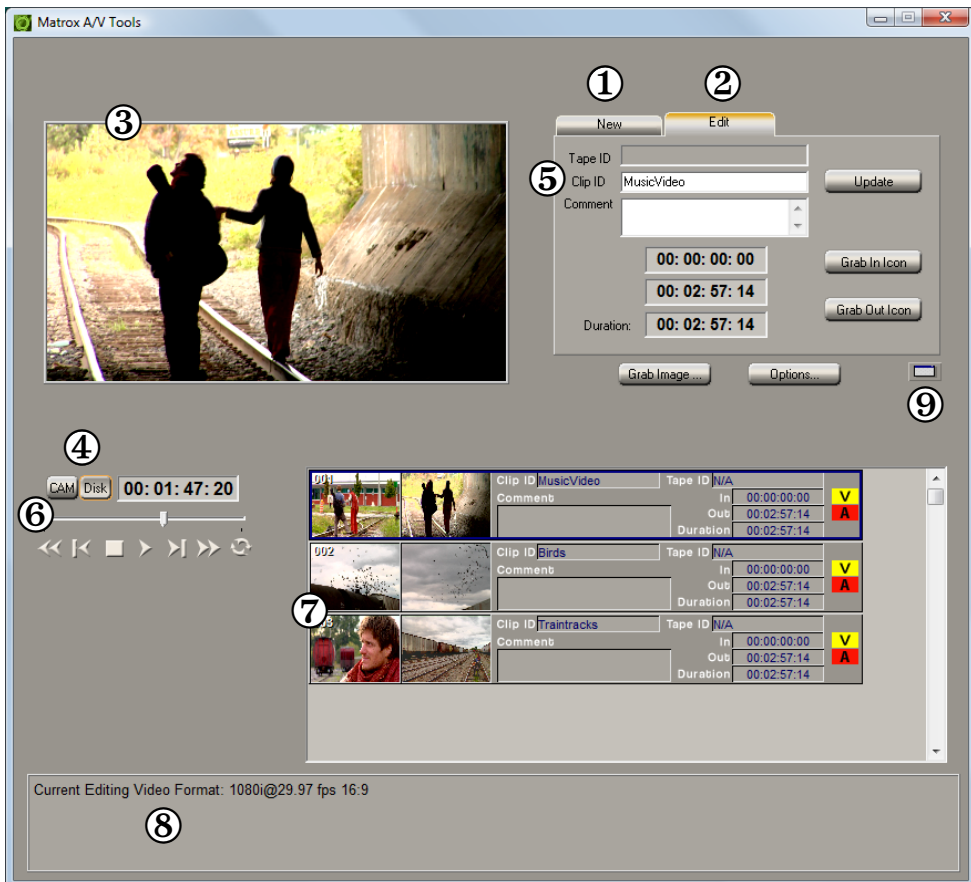 Matrox A/V Tools
1
2
3
New
Edit
Tape ID
5
Clip ID
MusicVideo
Update
Comment
00: 00: 00: 00
Grab In Icon
00: 02: 57: 14
Grab Out Icon
Duration:
00: 02: 57: 14
Grab Image ...
Options...
9
4
CAM
Disk
00: 01: 47: 20
6
001
Clip ID MusicVideo
Tape ID N/A
Comment
In 00:00:00:00
V
Out 00:02:57:14
A
Duration 00:02:57:14
002
Clip ID Birds
Tape ID N/A
Comment
In 00:00:00:00
V
Out 00:02:57:14
A
Duration 00:02:57:14
7
Clip ID Traintracks
Tape ID N/A
Comment
In 00:00:00:00
V
Out 00:02:57:14
A
Duration 00:02:57:14
Current Editing Video Format: 1080i@29.97 fps 16:9
8